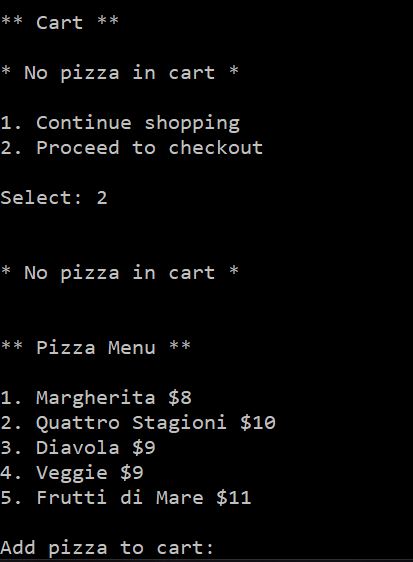 ** Cart **
* No pizza in cart *
1. Continue shopping
2. Proceed to checkout
Select: 2
* No pizza in cart *
** Pizza Menu **
1. Margherita $8
2. Quattro Stagioni $10
3. Diavola $9
4. Veggie $9
5. Frutti di Mare $11
Add pizza to cart: